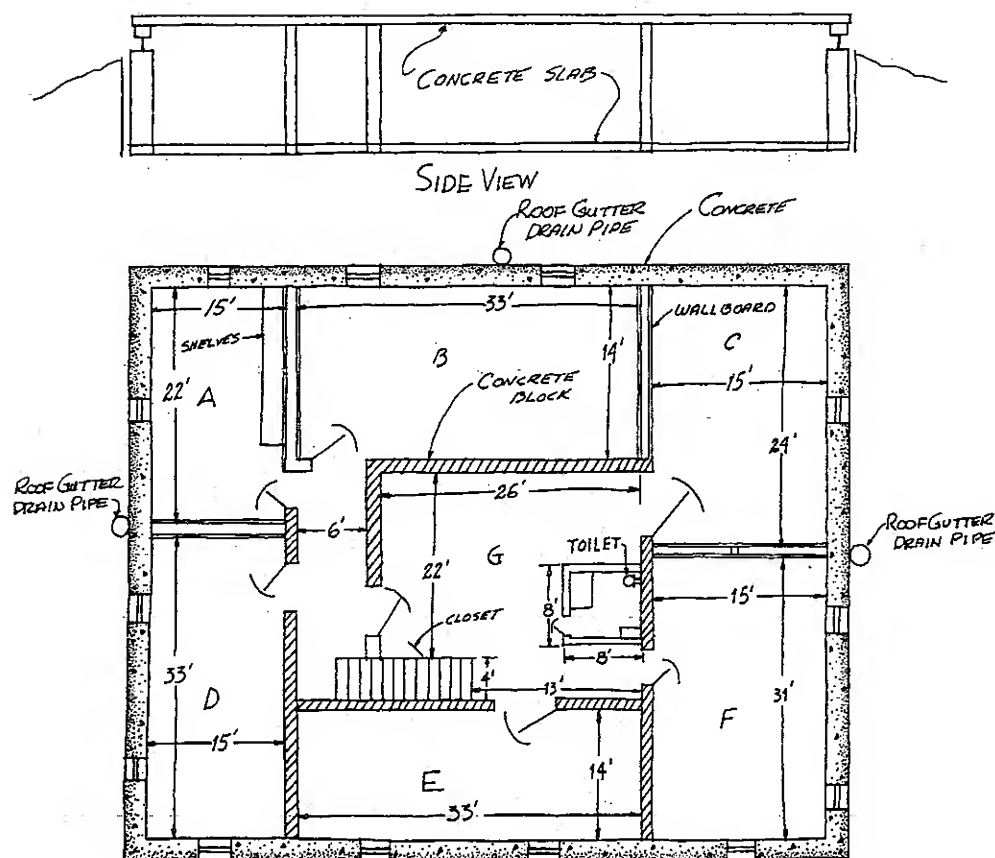 CONCRETE SLAB
SIDE VIEW
ROOF GUTTER
DRAIN PIPE
CONCRETE
15'
33'
WALLBOARD
SHELVES
B
C
14'
15'
22'
A
CONCRETE
BLOCK
24'
26'
ROOF GUTTER
DRAIN PIPE
6'
ROOF GUTTER
DRAIN PIPE
G
TOILET
22'
8'
15'
CLOSET
8'
4'
13'
33'
31'
D
F
15'
E
14'
33'